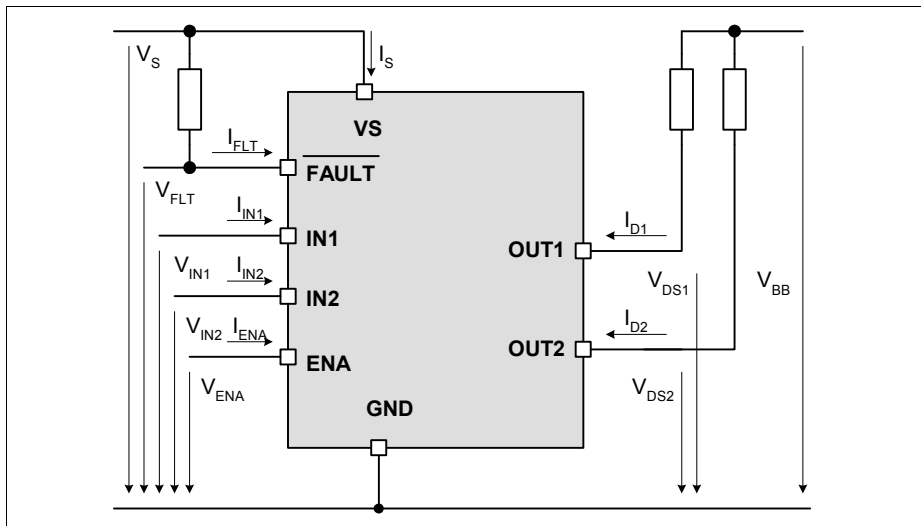 V_S
I_S
VS
I_FLT
FAULT
V_FLT
I_IN1
IN1
V_IN1
I_IN2
IN2
V_IN2
I_ENA
ENA
V_ENA
GND
I_D1
OUT1
V_DS1
V_BB
I_D2
OUT2
V_DS2